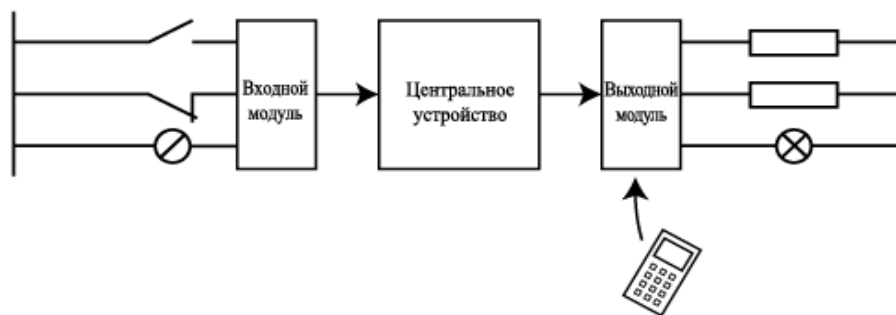 Входной
модуль
Центральное
устройство
Выходной
модуль